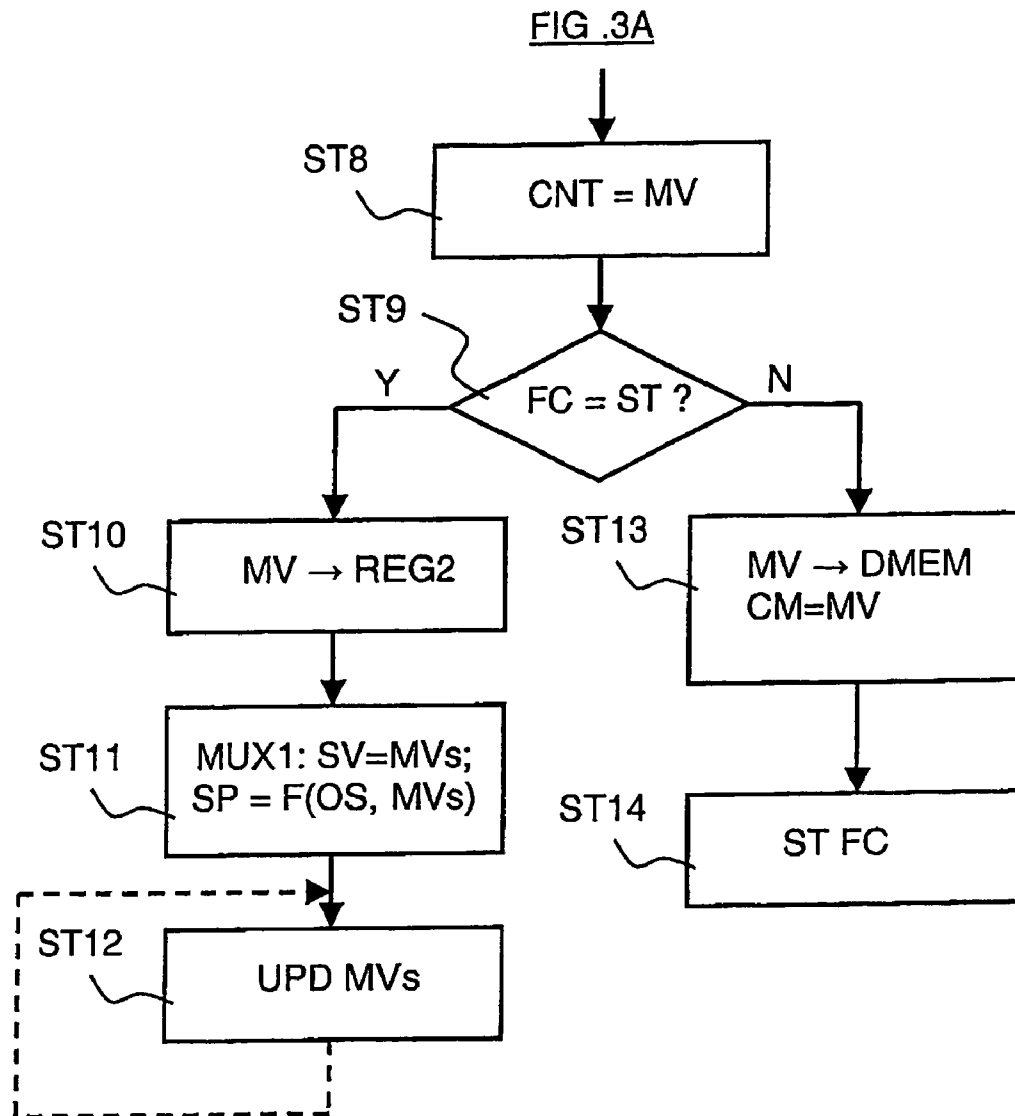 FIG .3A
ST8
CNT = MV
ST9
Y
FC = ST ?
N
ST10
MV → REG2
ST13
MV → DMEM
CM=MV
ST11
MUX1: SV=MVs;
SP = F(OS, MVs)
ST14
ST FC
ST12
UPD MVs